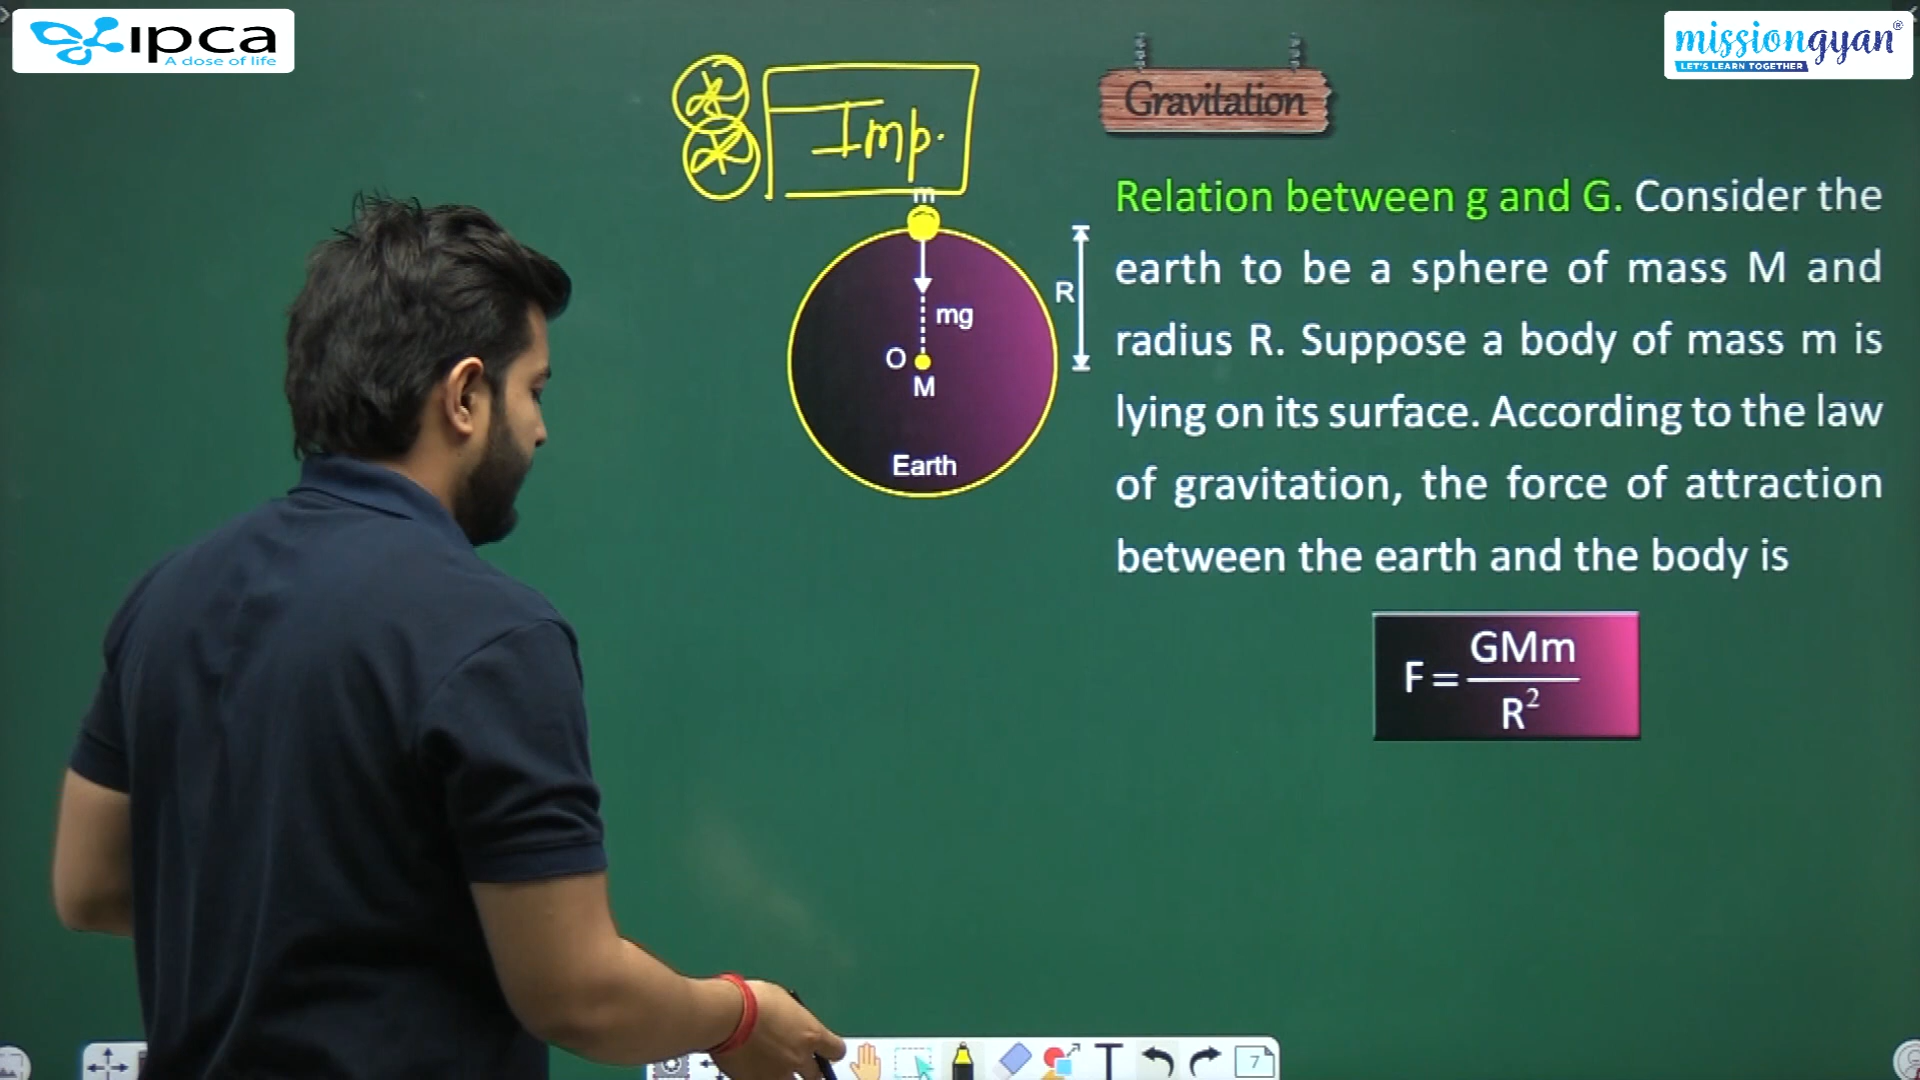 ipca
A dose of life
missiongyan®
LET'S LEARN TOGETHER
Imp.
Gravitation
Relation between g and G. Consider the
earth to be a sphere of mass M and
radius R. Suppose a body of mass m is
lying on its surface. According to the law
of gravitation, the force of attraction
between the earth and the body is
F = GMm / R²
m
R
mg
O
M
Earth
T
7